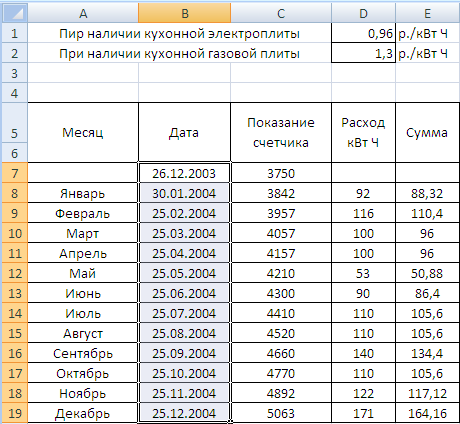 A B C D E
1 Пир наличии кухонной электроплиты 0,96 р./кВт Ч
2 При наличии кухонной газовой плиты 1,3 р./кВт Ч
3
4
5 Месяц Дата Показание счетчика Расход кВт Ч Сумма
6
7 26.12.2003 3750
8 Январь 30.01.2004 3842 92 88,32
9 Февраль 25.02.2004 3957 116 110,4
10 Март 25.03.2004 4057 100 96
11 Апрель 25.04.2004 4157 100 96
12 Май 25.05.2004 4210 53 50,88
13 Июнь 25.06.2004 4300 90 86,4
14 Июль 25.07.2004 4410 110 105,6
15 Август 25.08.2004 4520 110 105,6
16 Сентябрь 25.09.2004 4660 140 134,4
17 Октябрь 25.10.2004 4770 110 105,6
18 Ноябрь 25.11.2004 4892 122 117,12
19 Декабрь 25.12.2004 5063 171 164,16